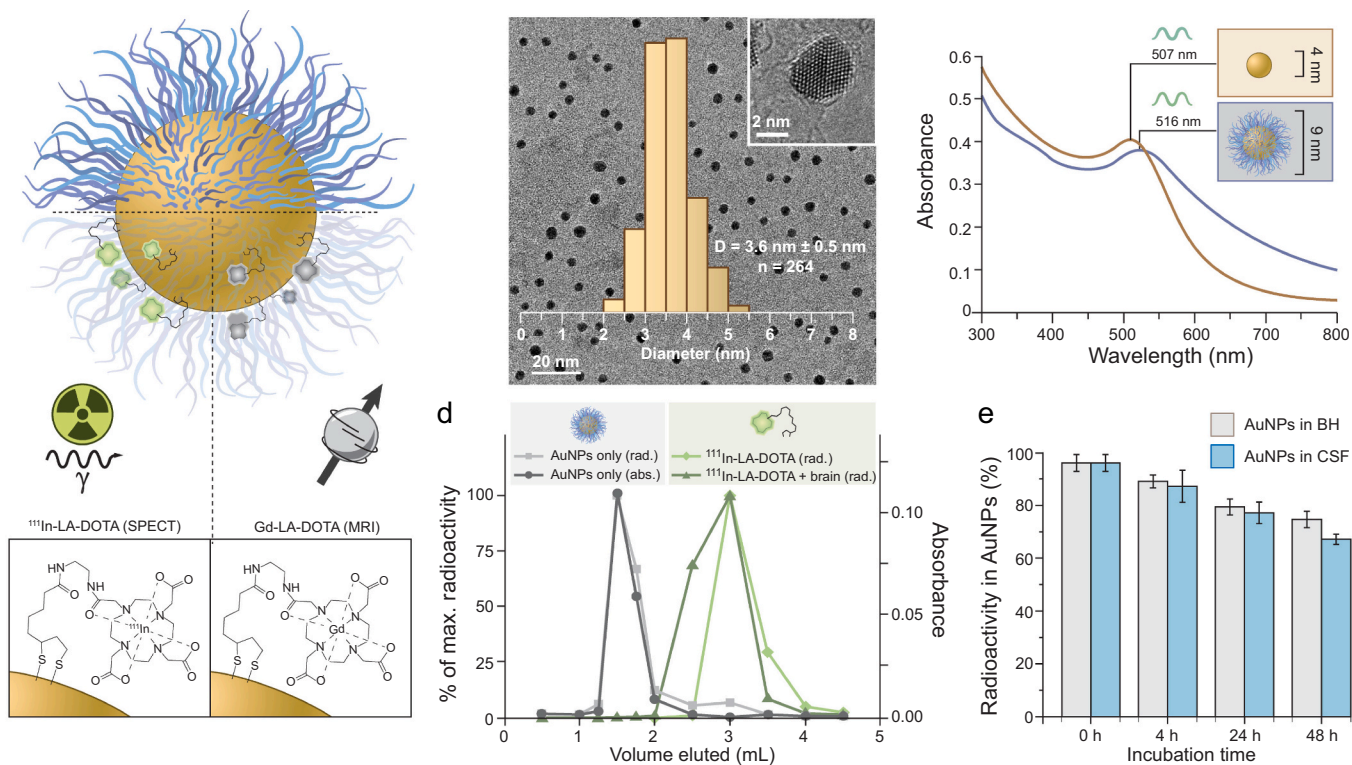 γ
¹¹¹In-LA-DOTA (SPECT)
Gd-LA-DOTA (MRI)
HN
O
NH
O
O
O
N
N
¹¹¹In
N
N
O
O
O
O
S
S
HN
O
NH
O
O
O
N
N
Gd
N
N
O
O
O
O
S
S
2 nm
D = 3.6 nm ± 0.5 nm
n = 264
0 1 2 3 4 5 6 7 8
Diameter (nm)
20 nm
507 nm
4 nm
516 nm
9 nm
Absorbance
0.6
0.5
0.4
0.3
0.2
0.1
0
300 400 500 600 700 800
Wavelength (nm)
d
AuNPs only (rad.)
AuNPs only (abs.)
¹¹¹In-LA-DOTA (rad.)
¹¹¹In-LA-DOTA + brain (rad.)
% of max. radioactivity
100
75
50
25
0
Absorbance
0.10
0.05
0.00
0 1 2 3 4 5
Volume eluted (mL)
e
AuNPs in BH
AuNPs in CSF
Radioactivity in AuNPs (%)
100
80
60
40
20
0
0 h 4 h 24 h 48 h
Incubation time